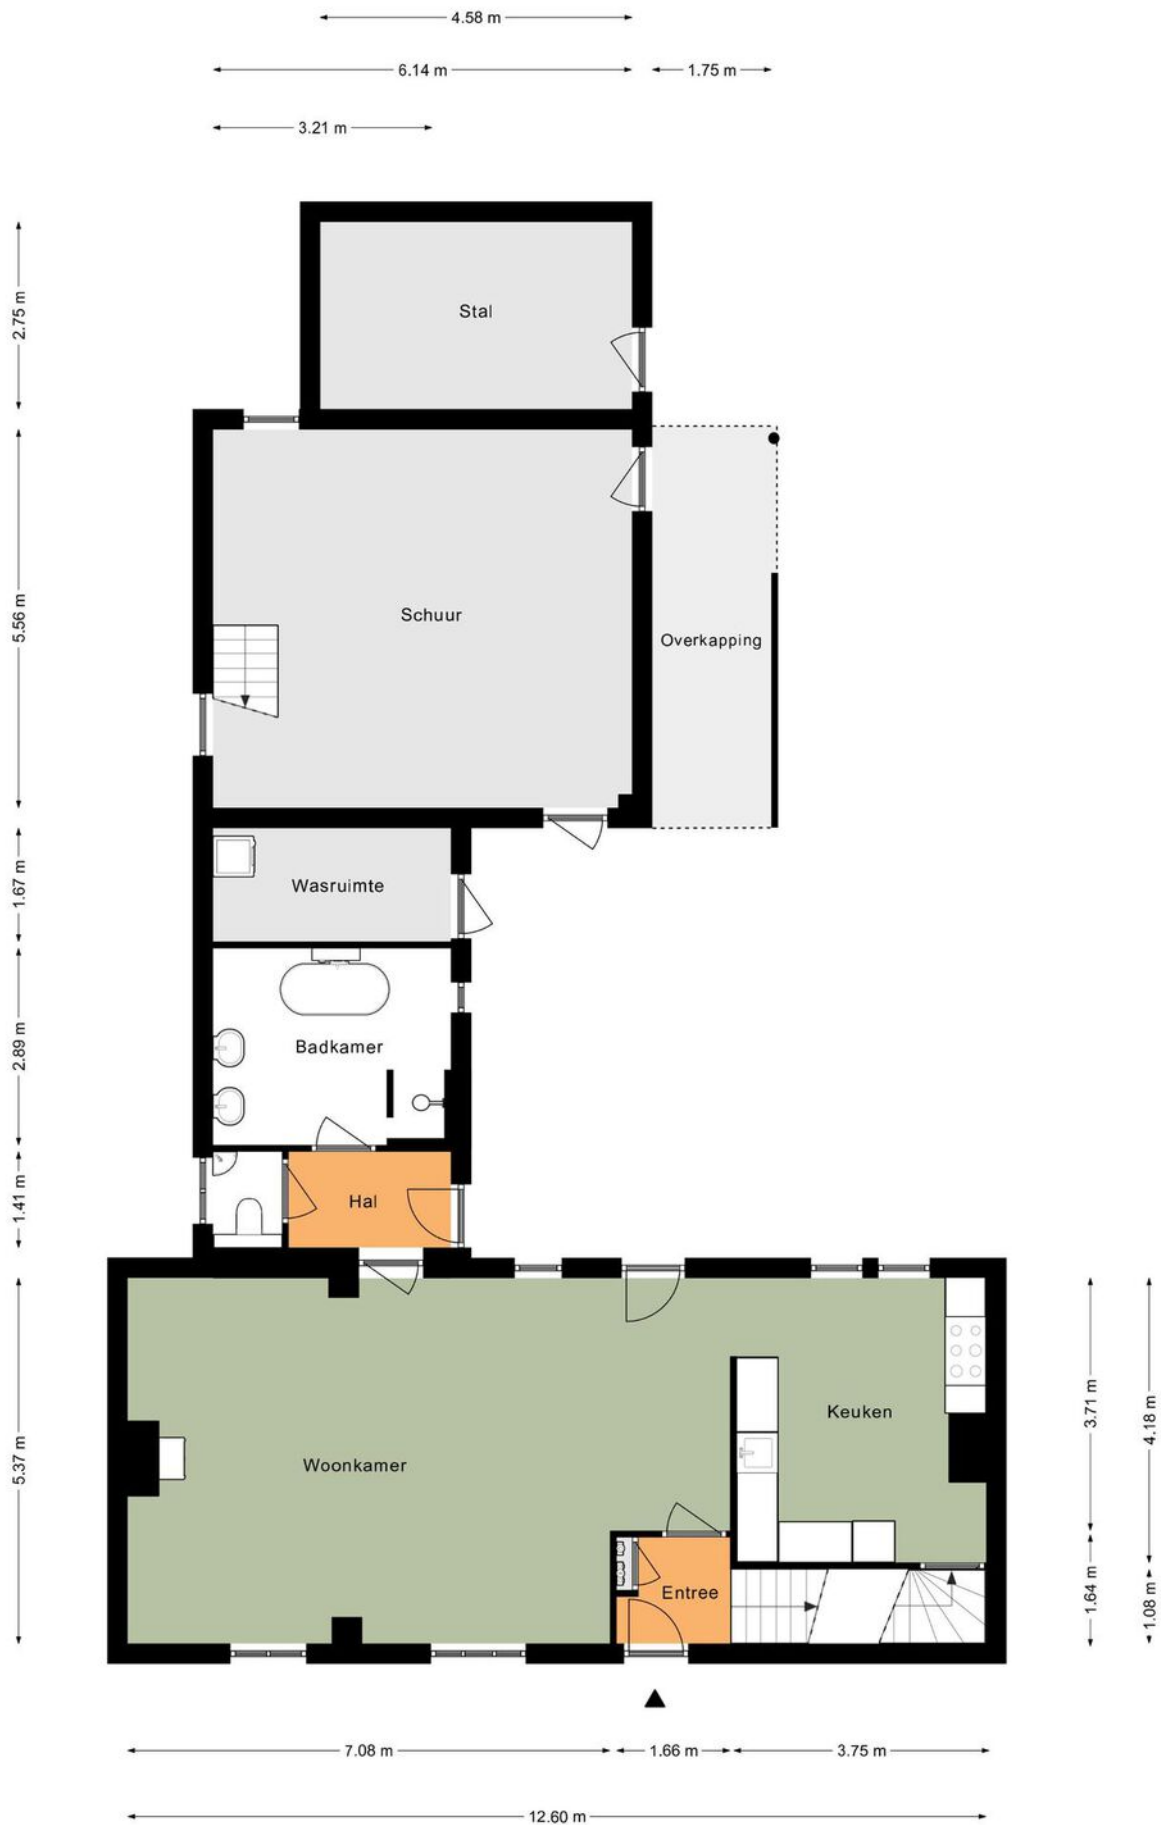 4.58 m
6.14 m
1.75 m
3.21 m
2.75 m
Stal
5.56 m
Schuur
Overkapping
1.67 m
Wasruimte
2.89 m
Badkamer
1.41 m
Hal
5.37 m
Woonkamer
Keuken
3.71 m
4.18 m
Entree
1.64 m
1.08 m
7.08 m
1.66 m
3.75 m
12.60 m